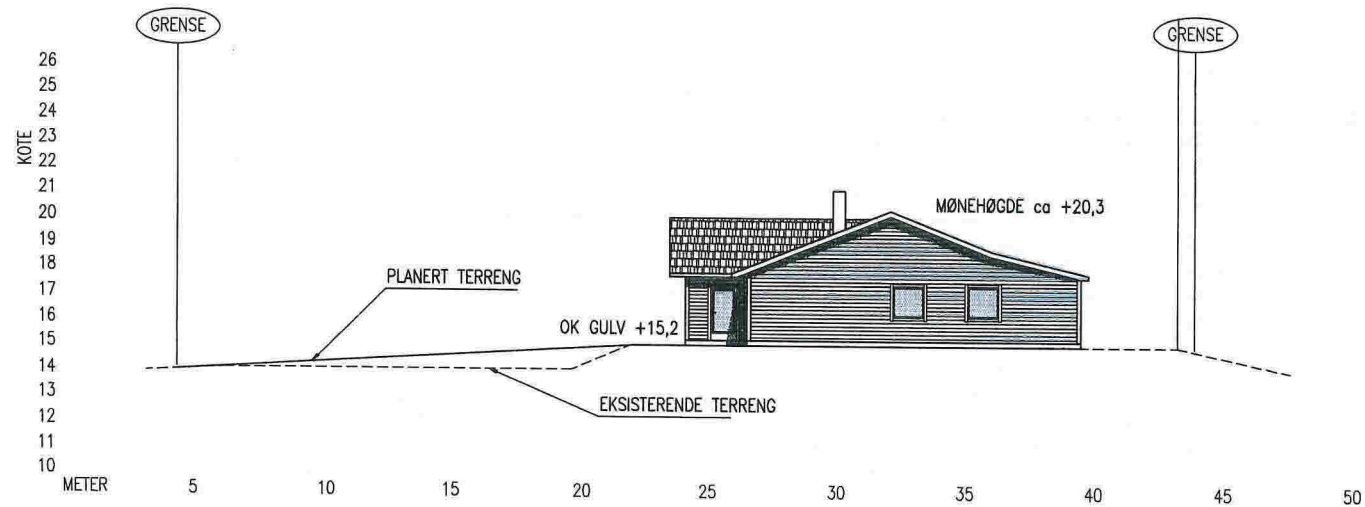 GRENSE
GRENSE
26
25
24
23
22
21
20
19
18
17
16
15
14
13
12
11
10
KOTE
MØNEHØGDE ca +20,3
PLANERT TERRENG
OK GULV +15,2
EKSISTERENDE TERRENG
METER 5 10 15 20 25 30 35 40 45 50